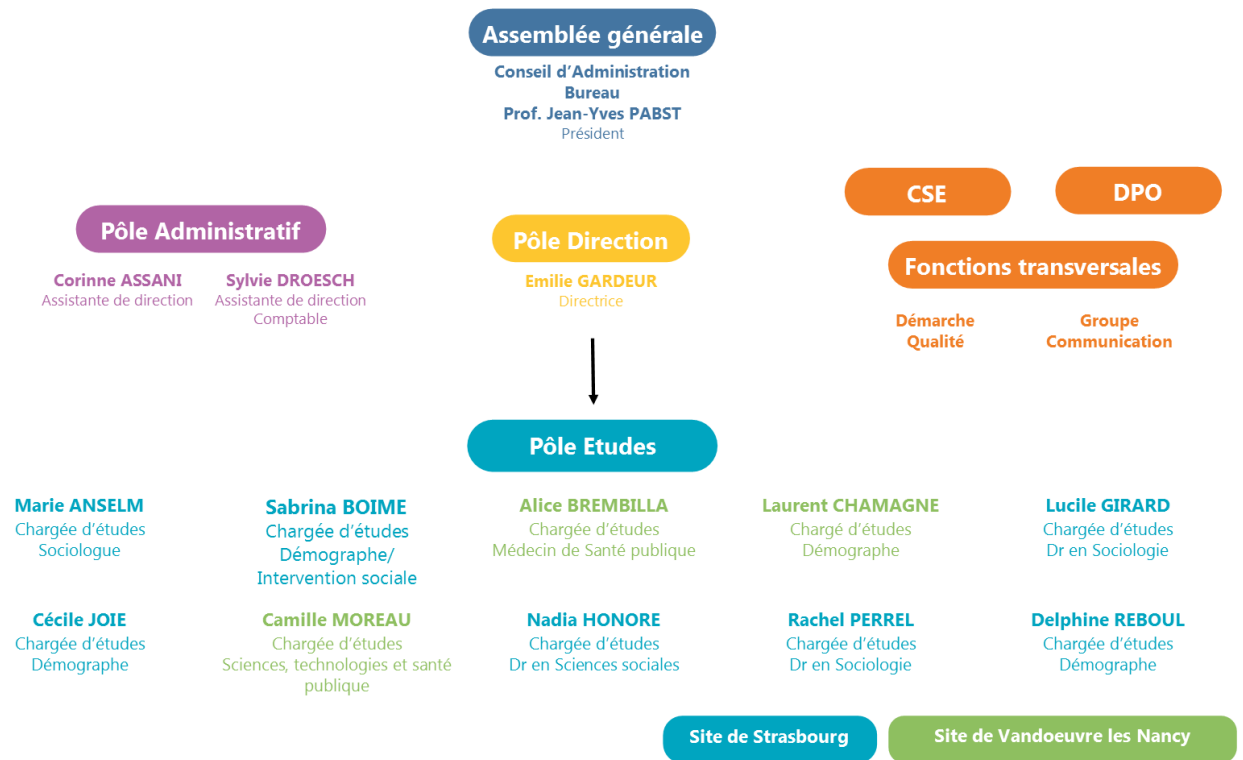 Assemblée générale
Conseil d'Administration
Bureau
Prof. Jean-Yves PABST
Président
CSE
DPO
Pôle Administratif
Pôle Direction
Fonctions transversales
Corinne ASSANI
Assistante de direction
Sylvie DROESCH
Assistante de direction
Comptable
Emilie GARDEUR
Directrice
Démarche
Qualité
Groupe
Communication
Pôle Etudes
Marie ANSELM
Chargée d'études
Sociologue
Sabrina BOIME
Chargée d'études
Démographe/
Intervention sociale
Alice BREMBILLA
Chargée d'études
Médecin de Santé publique
Laurent CHAMAGNE
Chargé d'études
Démographe
Lucile GIRARD
Chargée d'études
Dr en Sociologie
Cécile JOIE
Chargée d'études
Démographe
Camille MOREAU
Chargée d'études
Sciences, technologies et santé
publique
Nadia HONORE
Chargée d'études
Dr en Sciences sociales
Rachel PERREL
Chargée d'études
Dr en Sociologie
Delphine REBOUL
Chargée d'études
Démographe
Site de Strasbourg
Site de Vandoeuvre les Nancy